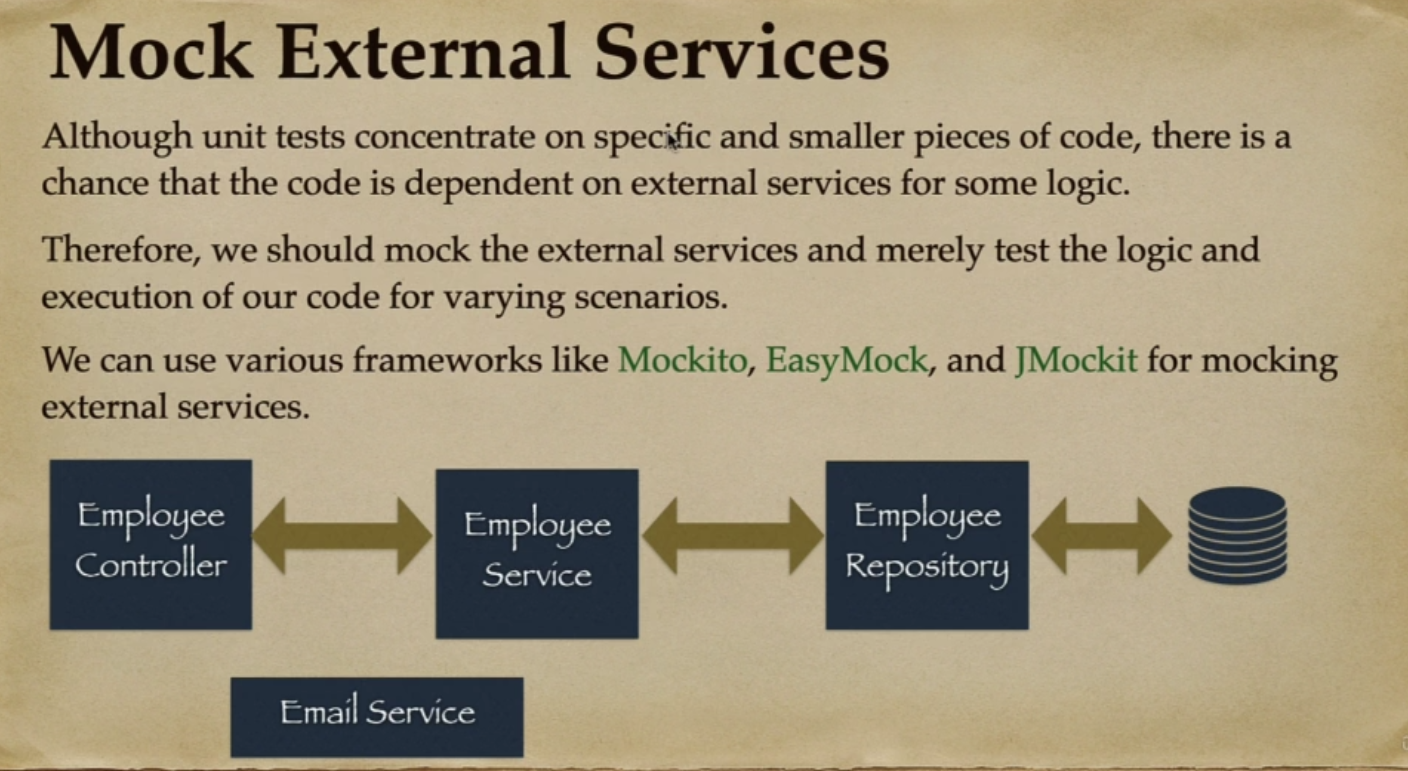 Mock External Services
Although unit tests concentrate on specific and smaller pieces of code, there is a
chance that the code is dependent on external services for some logic.
Therefore, we should mock the external services and merely test the logic and
execution of our code for varying scenarios.
We can use various frameworks like Mockito, EasyMock, and JMockit for mocking
external services.
Employee
Controller
Employee
Service
Employee
Repository
Email Service